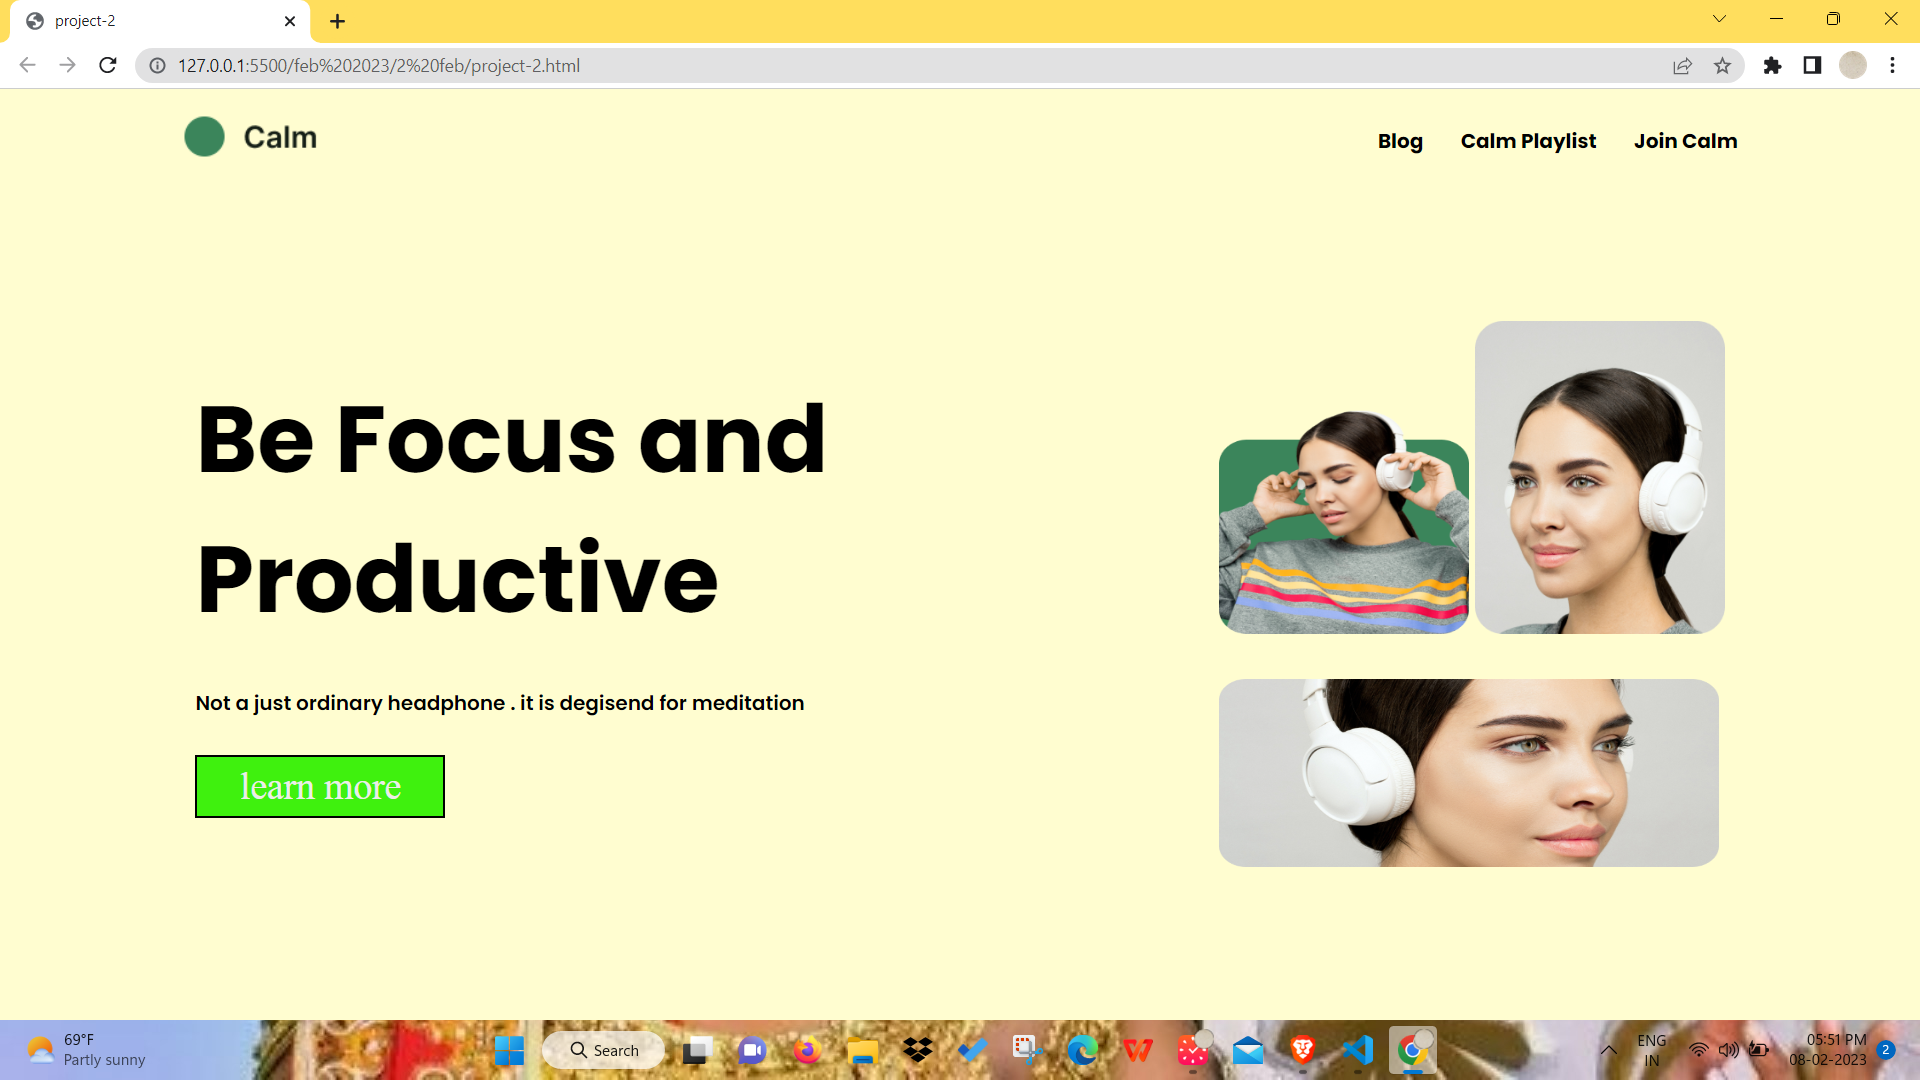 project-2
127.0.0.1:5500/feb%202023/2%20feb/project-2.html
Calm
Blog Calm Playlist Join Calm
Be Focus and
Productive
Not a just ordinary headphone . it is degisend for meditation
learn more
69°F
Partly sunny
Search
ENG
IN
05:51 PM
08-02-2023
2